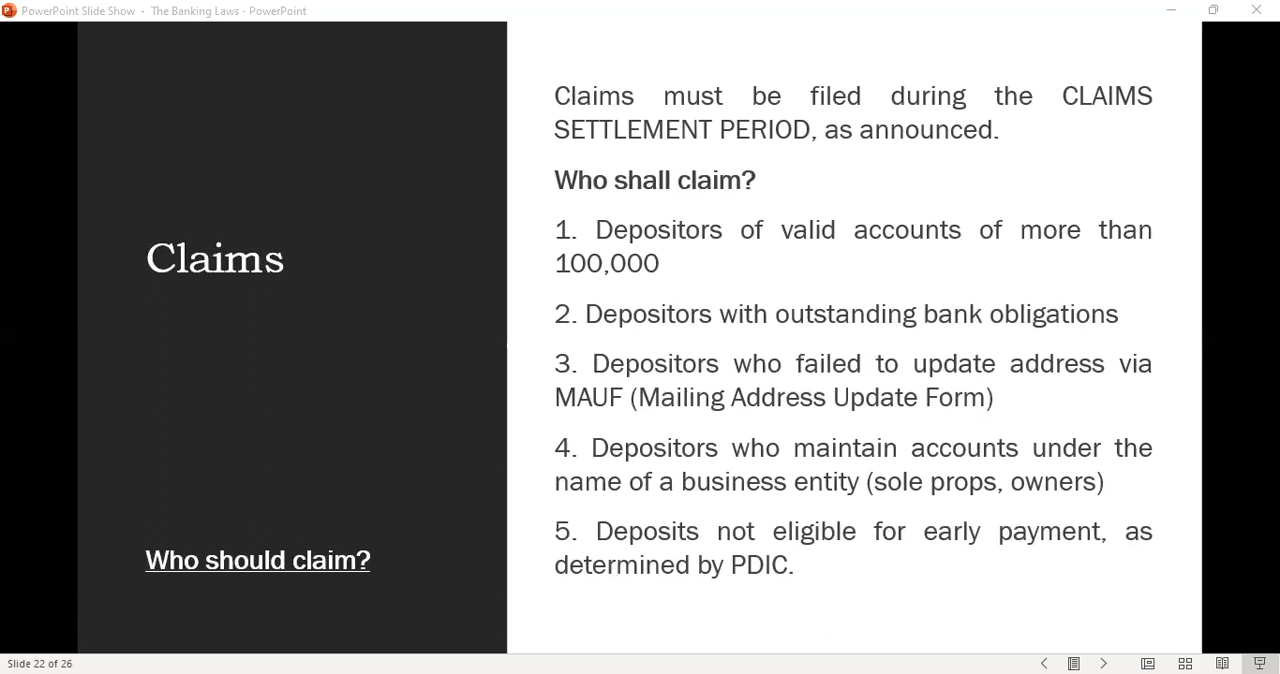 PowerPoint Slide Show - The Banking Laws - PowerPoint
Claims
Who should claim?
Claims must be filed during the CLAIMS
SETTLEMENT PERIOD, as announced.
Who shall claim?
1. Depositors of valid accounts of more than
100,000
2. Depositors with outstanding bank obligations
3. Depositors who failed to update address via
MAUF (Mailing Address Update Form)
4. Depositors who maintain accounts under the
name of a business entity (sole props, owners)
5. Deposits not eligible for early payment, as
determined by PDIC.
Slide 22 of 26